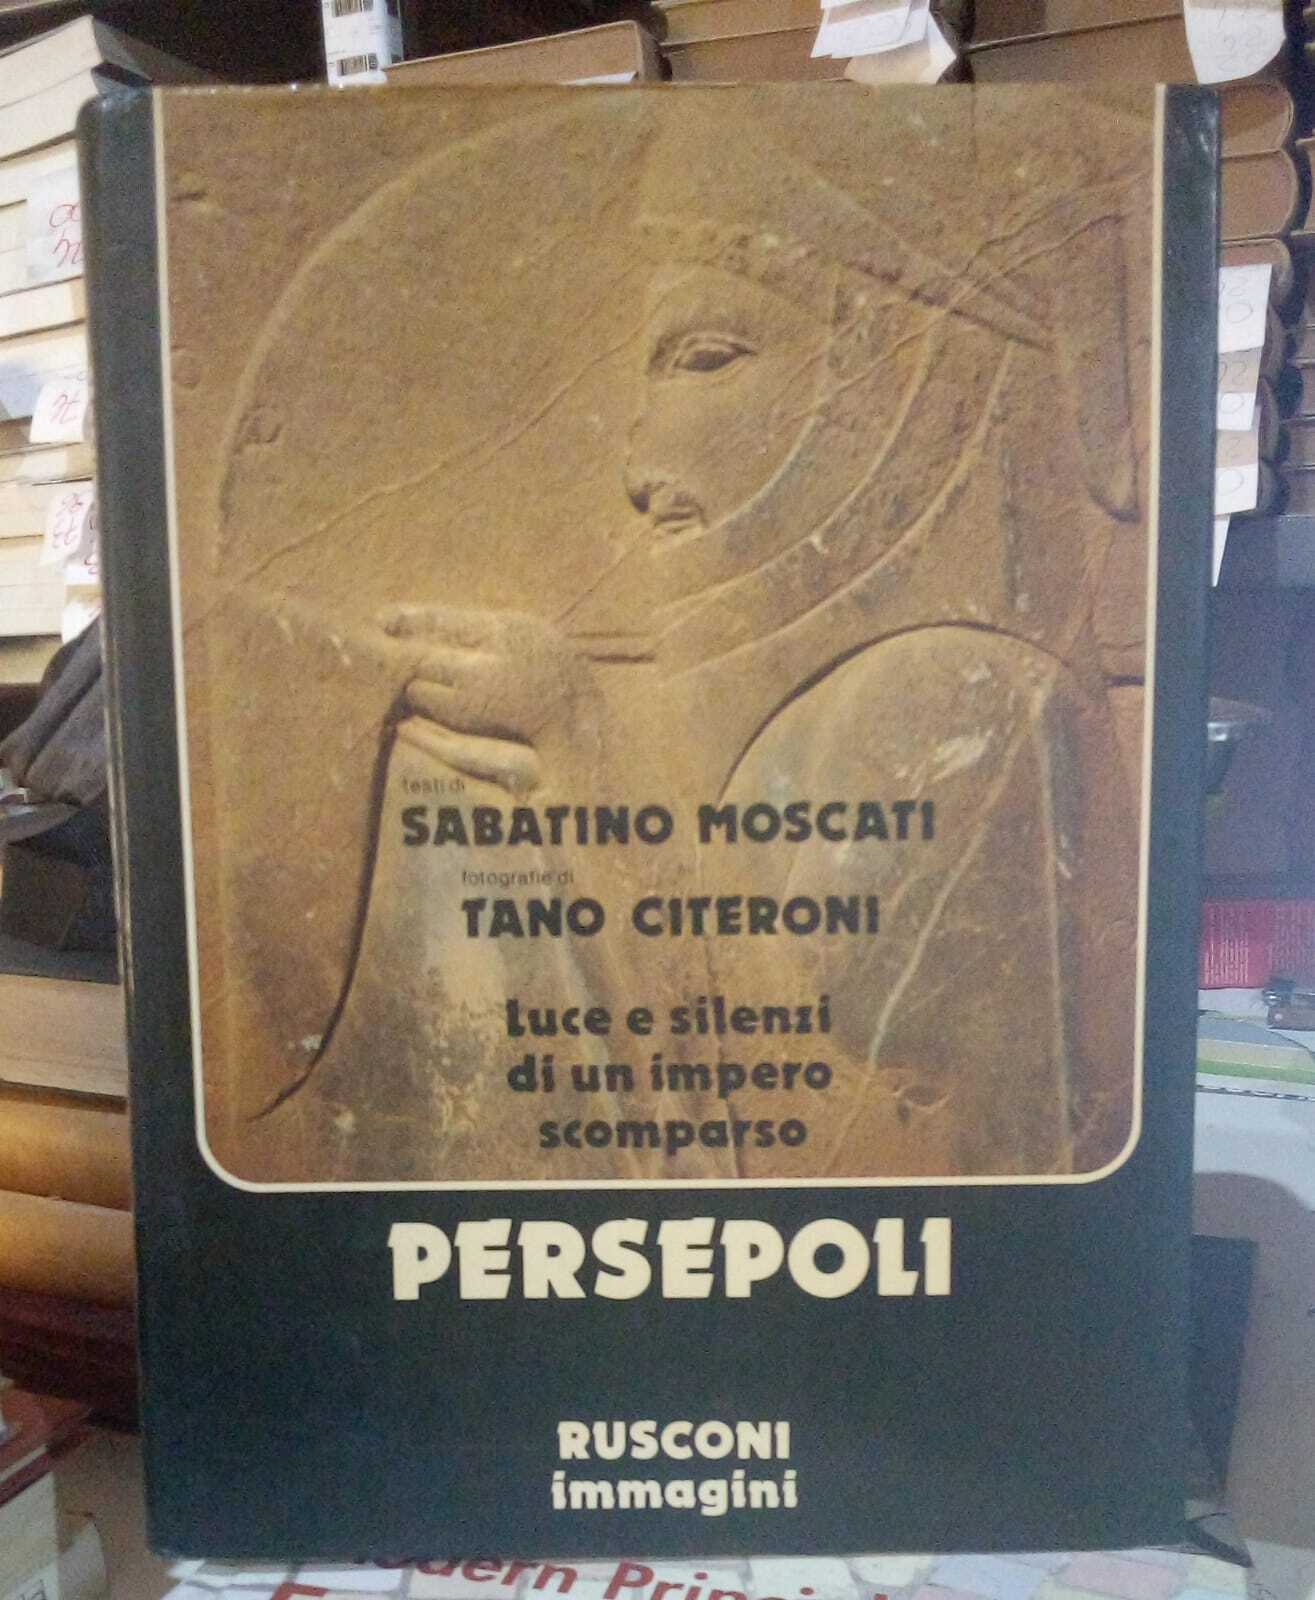 testi di
SABATINO MOSCATI
fotografie di
TANO CITERONI
Luce e silenzi
di un impero
scomparso
PERSEPOLI
RUSCONI
immagini